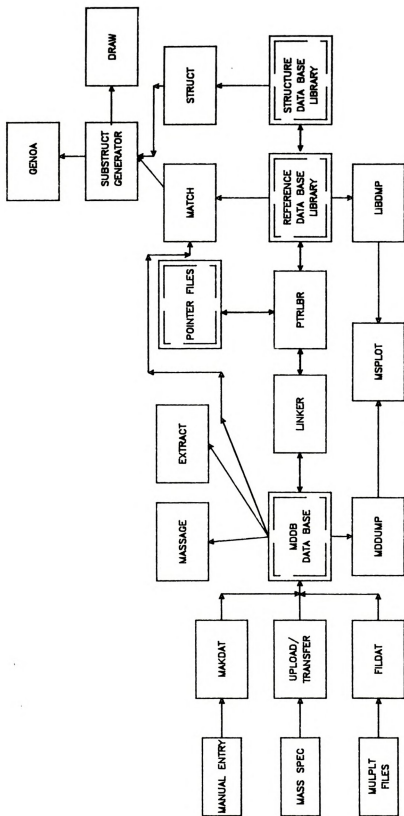 GENOA
SUBSTRUCT
GENERATOR
DRAW
MASSAGE
EXTRACT
POINTER FILES
MATCH
STRUCT
MANUAL ENTRY
MAKDAT
MASS SPEC
UPLOAD/
TRANSFER
MDDB
DATA BASE
LINKER
PTRLBR
REFERENCE
DATA BASE
LIBRARY
STRUCTURE
DATA BASE
LIBRARY
MULPLT
FILES
FILDAT
MDDUMP
MSPLOT
LIBDMP